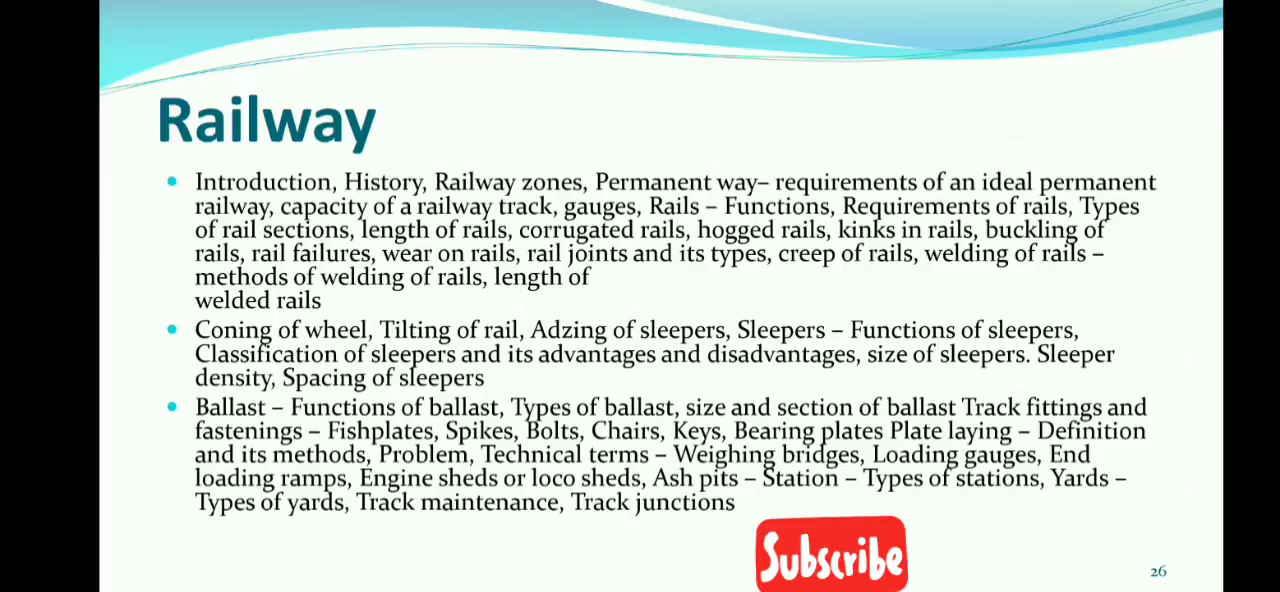 Railway
Introduction, History, Railway zones, Permanent way– requirements of an ideal permanent
railway, capacity of a railway track, gauges, Rails – Functions, Requirements of rails, Types
of rail sections, length of rails, corrugated rails, hogged rails, kinks in rails, buckling of
rails, rail failures, wear on rails, rail joints and its types, creep of rails, welding of rails –
methods of welding of rails, length of
welded rails
Coning of wheel, Tilting of rail, Adzing of sleepers, Sleepers – Functions of sleepers,
Classification of sleepers and its advantages and disadvantages, size of sleepers. Sleeper
density, Spacing of sleepers
Ballast – Functions of ballast, Types of ballast, size and section of ballast Track fittings and
fastenings – Fishplates, Spikes, Bolts, Chairs, Keys, Bearing plates Plate laying – Definition
and its methods, Problem, Technical terms – Weighing bridges, Loading gauges, End
loading ramps, Engine sheds or loco sheds, Ash pits – Station – Types of stations, Yards –
Types of yards, Track maintenance, Track junctions
Subscribe
26